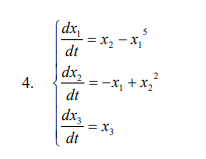 4.
dx₁/dt = x₂ − x₁⁵
dx₂/dt = −x₁ + x₂²
dx₃/dt = x₃